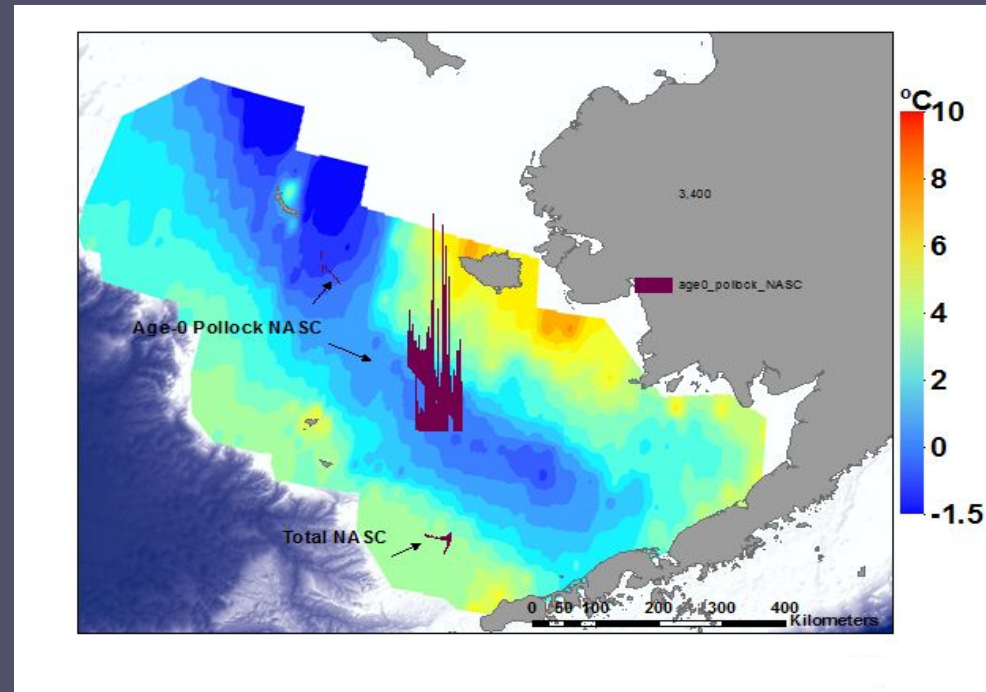 °C
10
8
6
4
2
0
-1.5
3,400
age0_pollock_NASC
Age-0 Pollock NASC
Total NASC
0 50 100 200 300 400
Kilometers